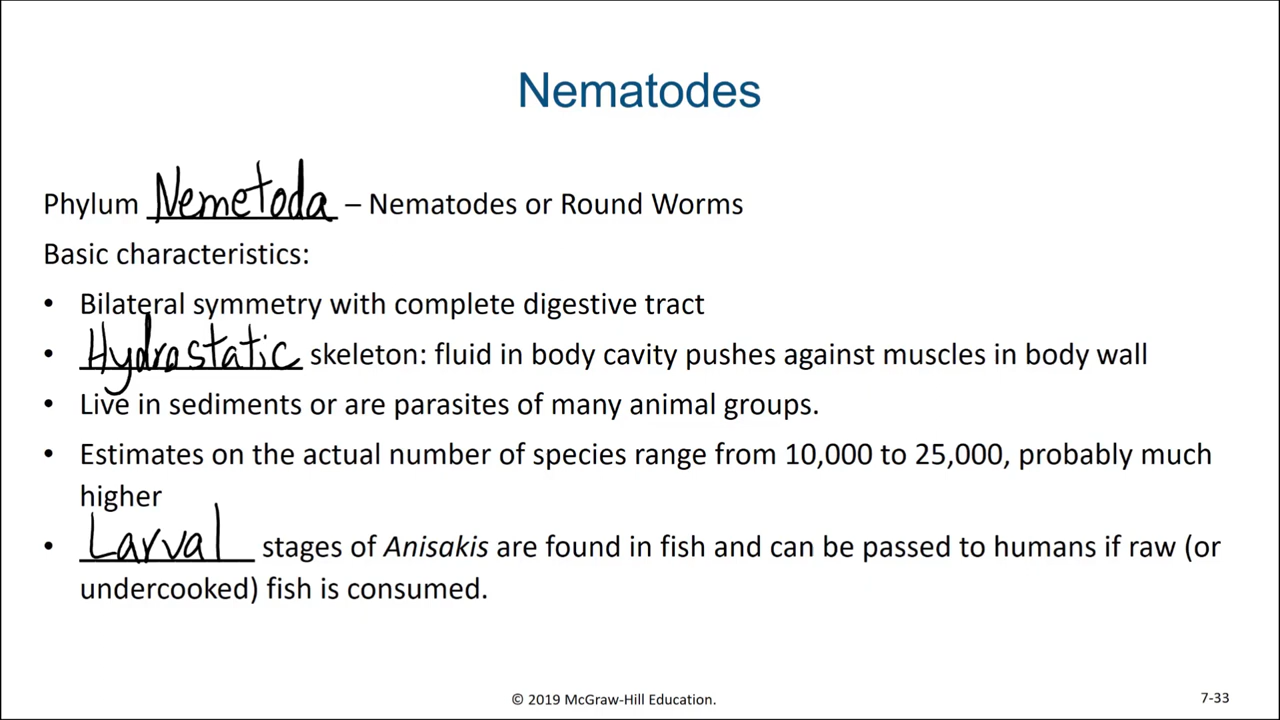 Nematodes
Phylum Nemetoda – Nematodes or Round Worms
Basic characteristics:
• Bilateral symmetry with complete digestive tract
• Hydrostatic skeleton: fluid in body cavity pushes against muscles in body wall
• Live in sediments or are parasites of many animal groups.
• Estimates on the actual number of species range from 10,000 to 25,000, probably much
higher
• Larval stages of Anisakis are found in fish and can be passed to humans if raw (or
undercooked) fish is consumed.
© 2019 McGraw-Hill Education.
7-33